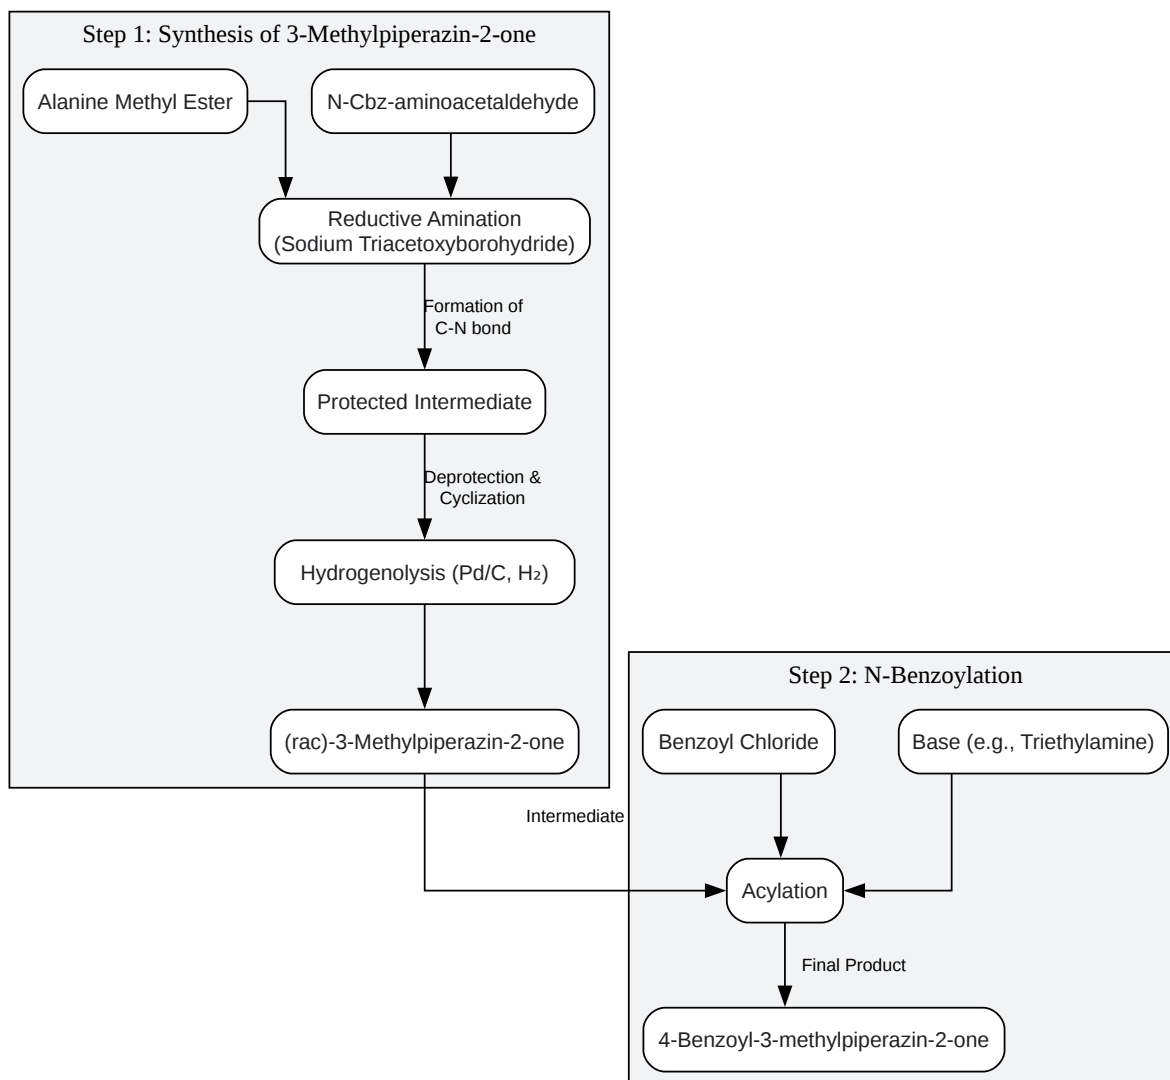 Step 1: Synthesis of 3-Methylpiperazin-2-one
Alanine Methyl Ester
N-Cbz-aminoacetaldehyde
Reductive Amination
(Sodium Triacetoxyborohydride)
Formation of
C-N bond
Protected Intermediate
Deprotection &
Cyclization
Hydrogenolysis (Pd/C, H₂)
(rac)-3-Methylpiperazin-2-one
Intermediate
Step 2: N-Benzoylation
Benzoyl Chloride
Base (e.g., Triethylamine)
Acylation
Final Product
4-Benzoyl-3-methylpiperazin-2-one